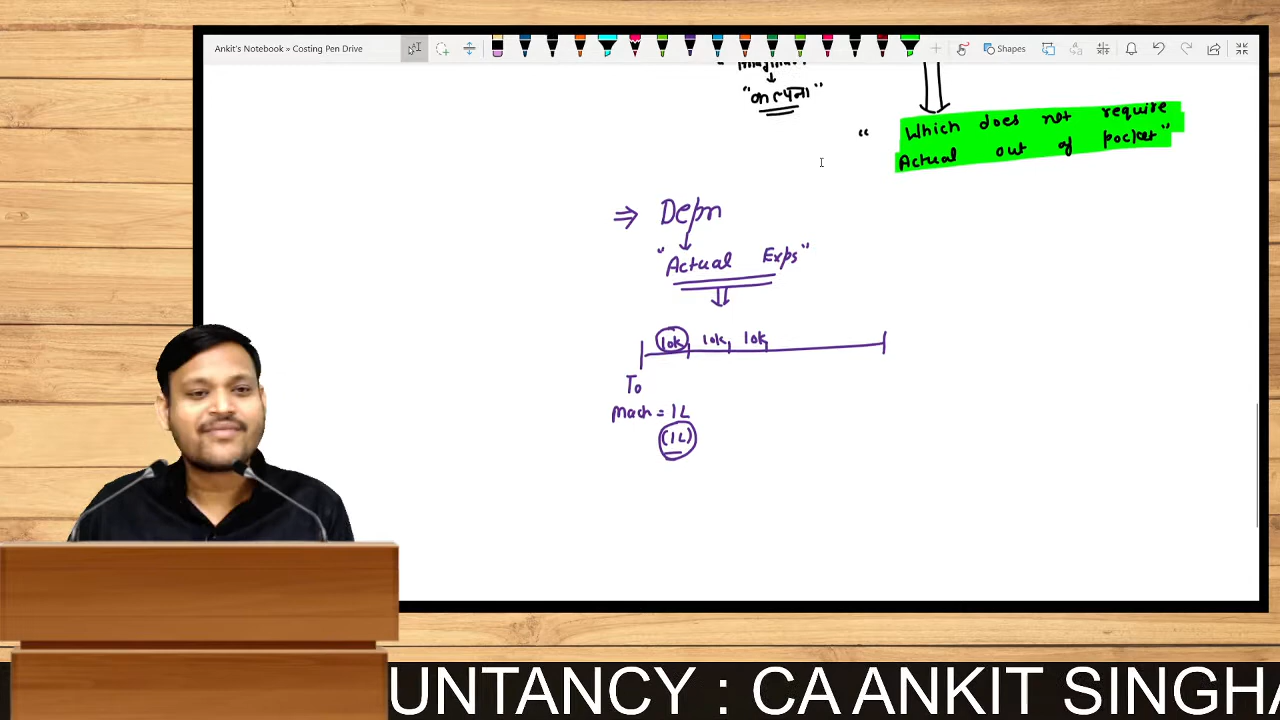 Ankit's Notebook » Costing Pen Drive
Shapes
"कल्पना"
" Which does not require
Actual out of Pocket"
⇒ Depn
"Actual Exps"
10k 10k 10k
To
Mach = 1L
(1L)
UNTANCY : CA ANKIT SINGHA